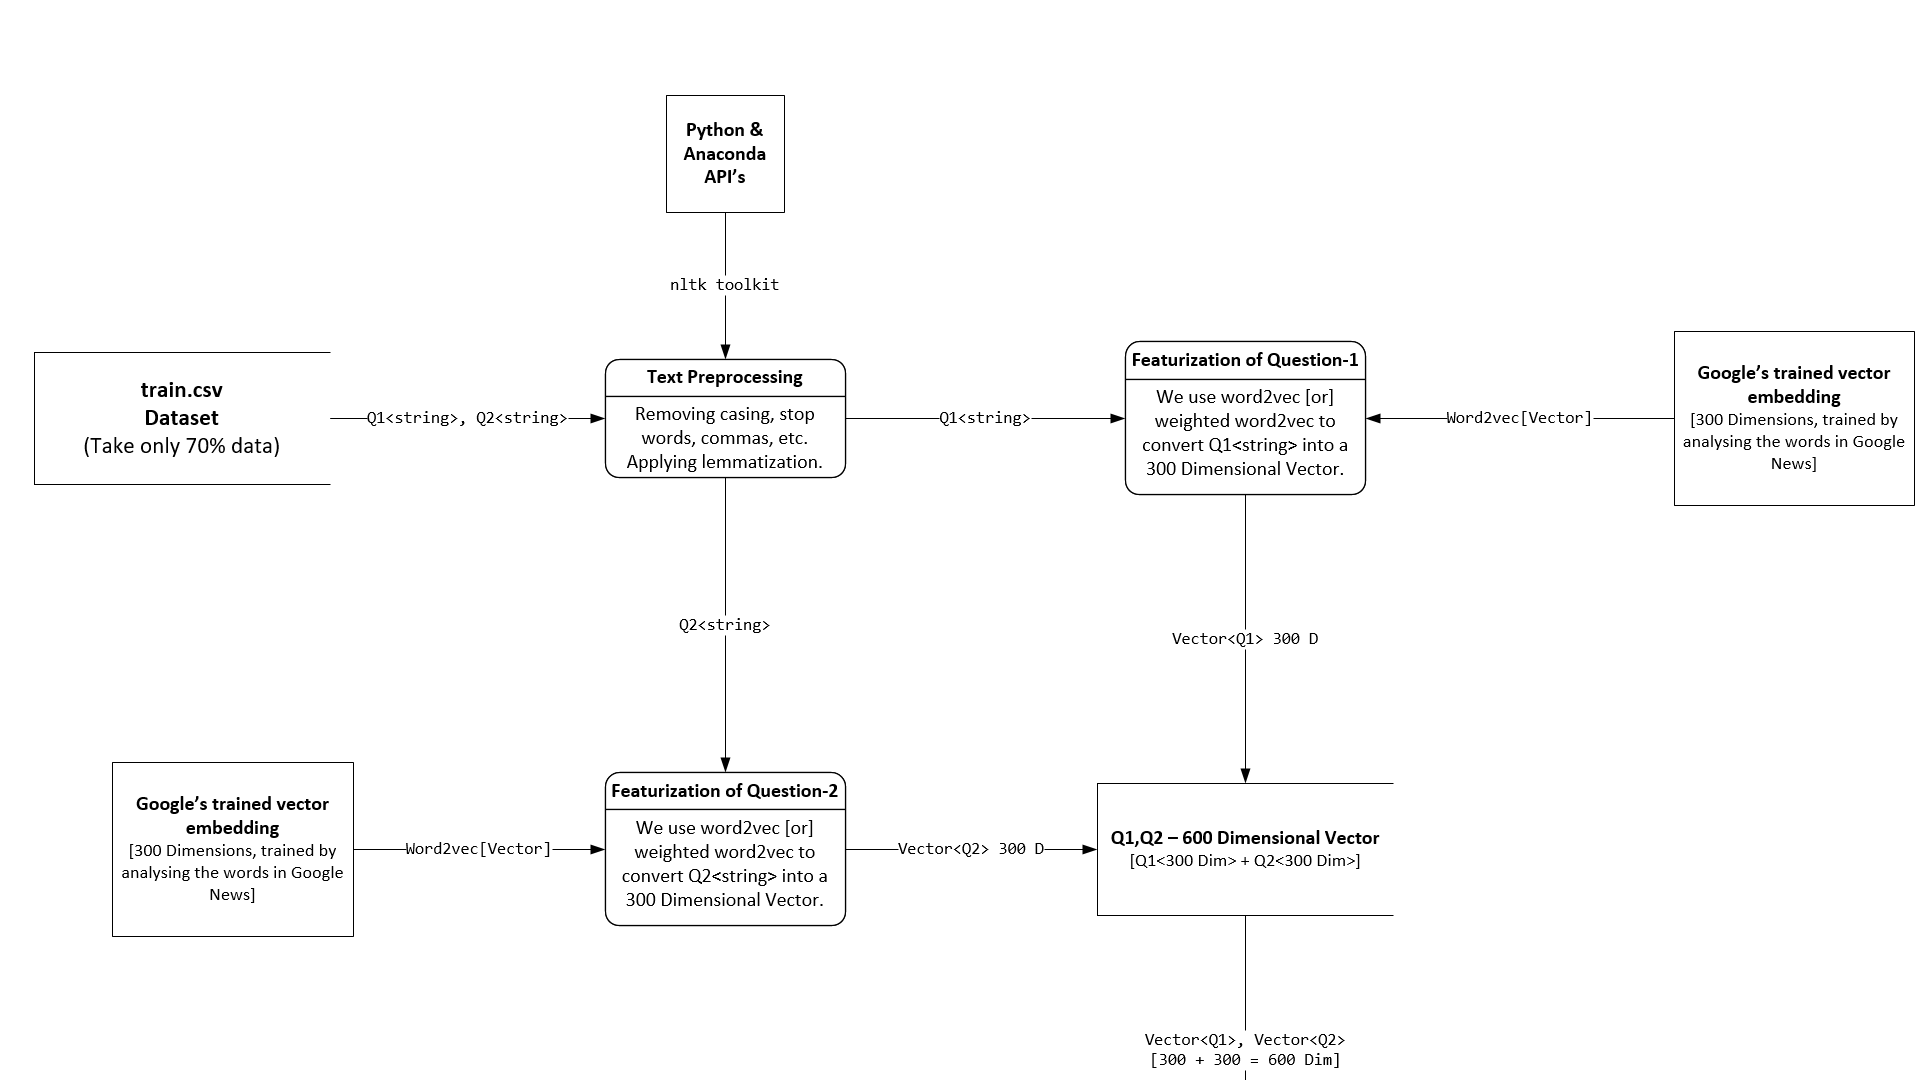 Python &
Anaconda
API’s
nltk toolkit
train.csv
Dataset
(Take only 70% data)
Q1<string>, Q2<string>
Text Preprocessing
Removing casing, stop
words, commas, etc.
Applying lemmatization.
Q1<string>
Featurization of Question-1
We use word2vec [or]
weighted word2vec to
convert Q1<string> into a
300 Dimensional Vector.
Word2vec[Vector]
Google’s trained vector
embedding
[300 Dimensions, trained by
analysing the words in Google
News]
Q2<string>
Vector<Q1> 300 D
Google’s trained vector
embedding
[300 Dimensions, trained by
analysing the words in Google
News]
Word2vec[Vector]
Featurization of Question-2
We use word2vec [or]
weighted word2vec to
convert Q2<string> into a
300 Dimensional Vector.
Vector<Q2> 300 D
Q1,Q2 – 600 Dimensional Vector
[Q1<300 Dim> + Q2<300 Dim>]
Vector<Q1>, Vector<Q2>
[300 + 300 = 600 Dim]